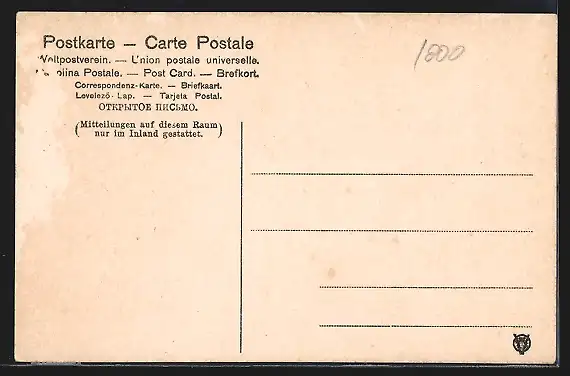 Postkarte — Carte Postale
Weltpostverein. — Union postale universelle.
Postale. — Post Card. — Brefkort.
Correspondenz-Karte. — Briefkaart.
Levelező-Lap. — Tarjeta Postal.
ОТКРЫТОЕ ПИСЬМО.
(Mitteilungen auf diesem Raum
nur im Inland gestattet.)
1800